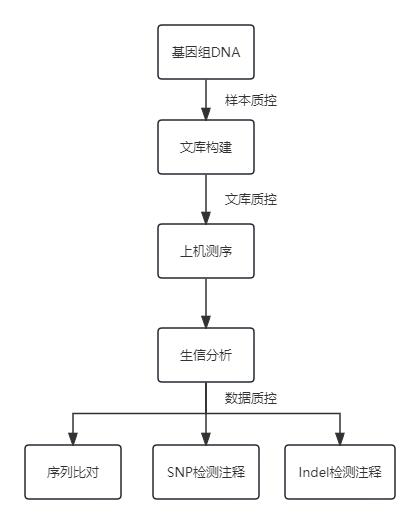 基因组DNA
样本质控
文库构建
文库质控
上机测序
生信分析
数据质控
序列比对
SNP检测注释
Indel检测注释